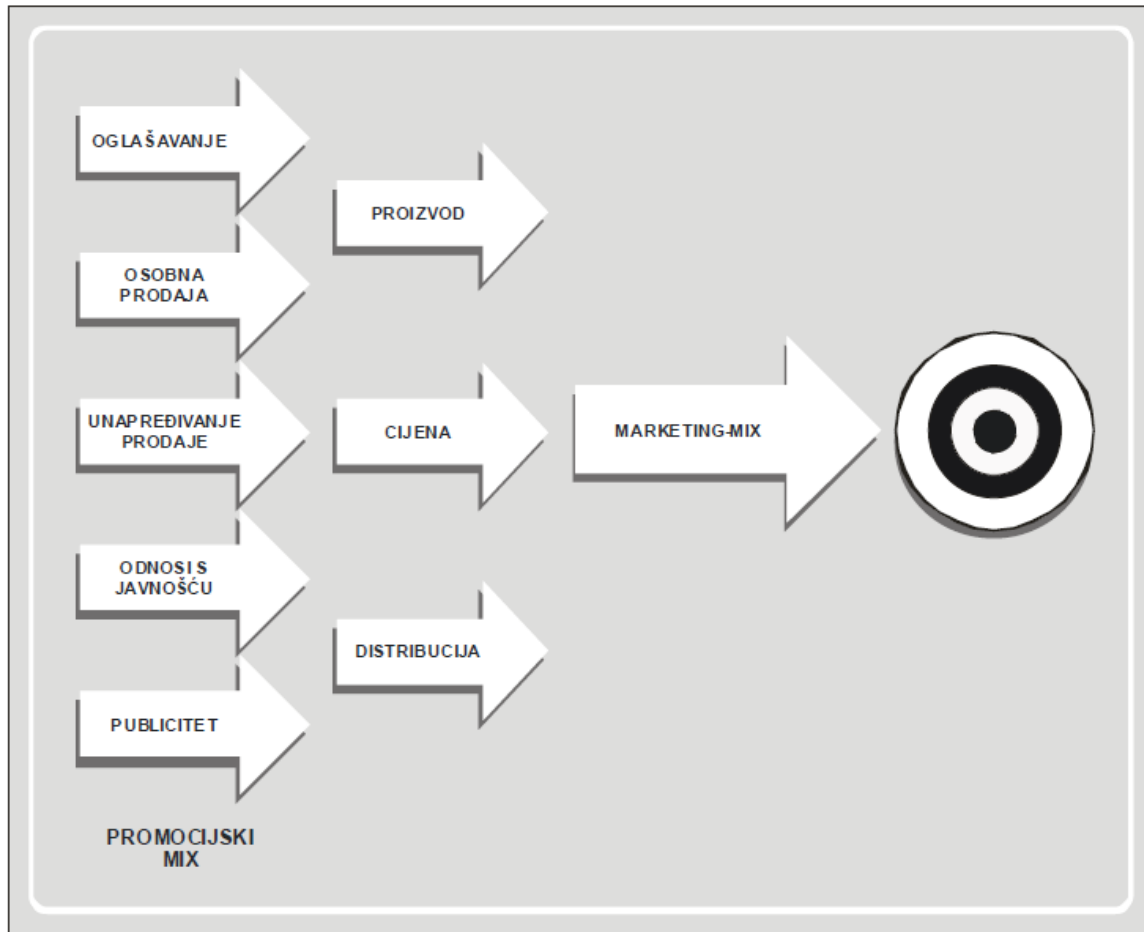 OGLAŠAVANJE
OSOBNA
PRODAJA
UNAPREĐIVANJE
PRODAJE
ODNOSI S
JAVNOŠĆU
PUBLICITET
PROMOCIJSKI
MIX
PROIZVOD
CIJENA
DISTRIBUCIJA
MARKETING-MIX